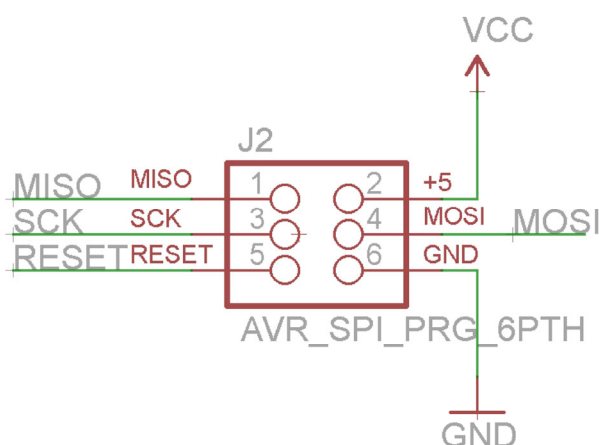 VCC
J2
MISO MISO 1 2 +5
SCK SCK 3 4 MOSI MOSI
RESET RESET 5 6 GND
AVR_SPI_PRG_6PTH
GND